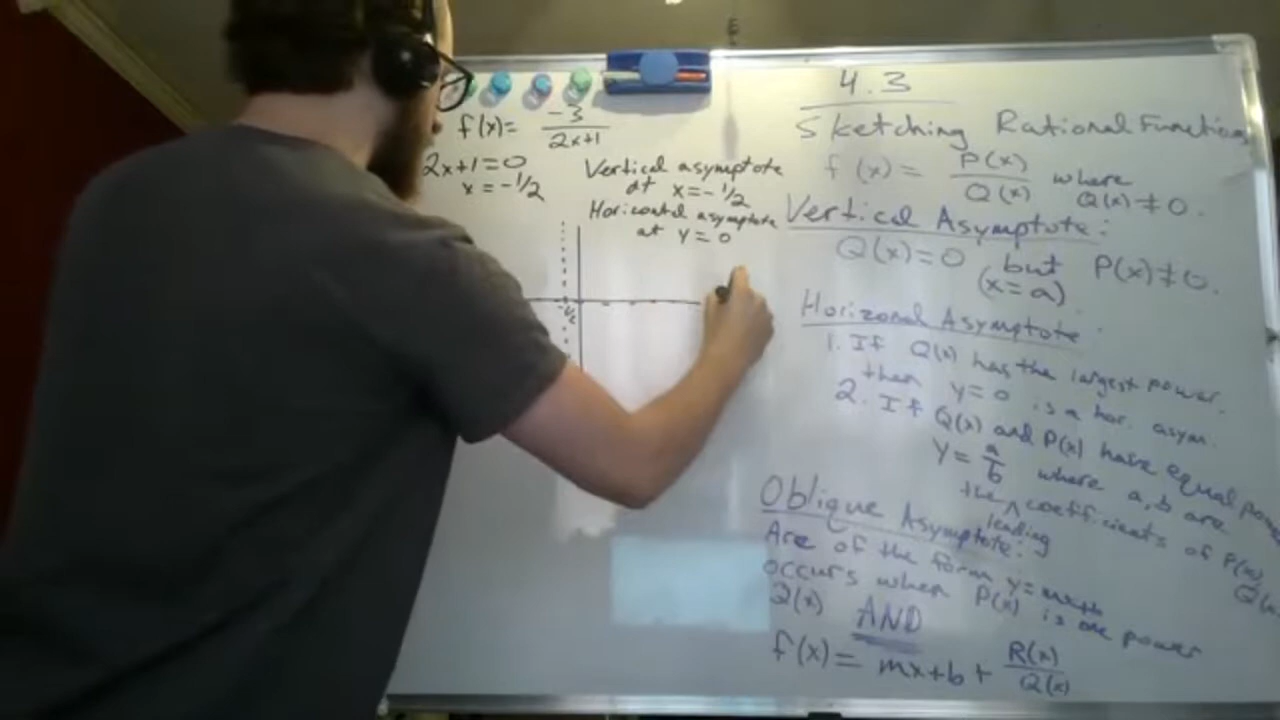 f(x) = -3/2x+1
2x+1=0
x = -1/2
Vertical asymptote
at x = -1/2
Horizontal asymptote
at y = 0
-1/2
4.3
Sketching Rational Functions
f(x) = P(x)/Q(x) where
Q(x) ≠ 0.
Vertical Asymptote:
Q(x) = 0 but P(x) ≠ 0.
(x = a)
Horizonal Asymptote:
1. If Q(x) has the largest power.
then y = 0 is a hor. asym.
2. If Q(x) and P(x) have equal power
y = a/b where a, b are
the ^ coefficients of P(x)
leading
Q(x)
Oblique Asymptote:
Are of the form y = mx+b
occurs when P(x) is one power
Q(x) AND
f(x) = mx+b + R(x)/Q(x)